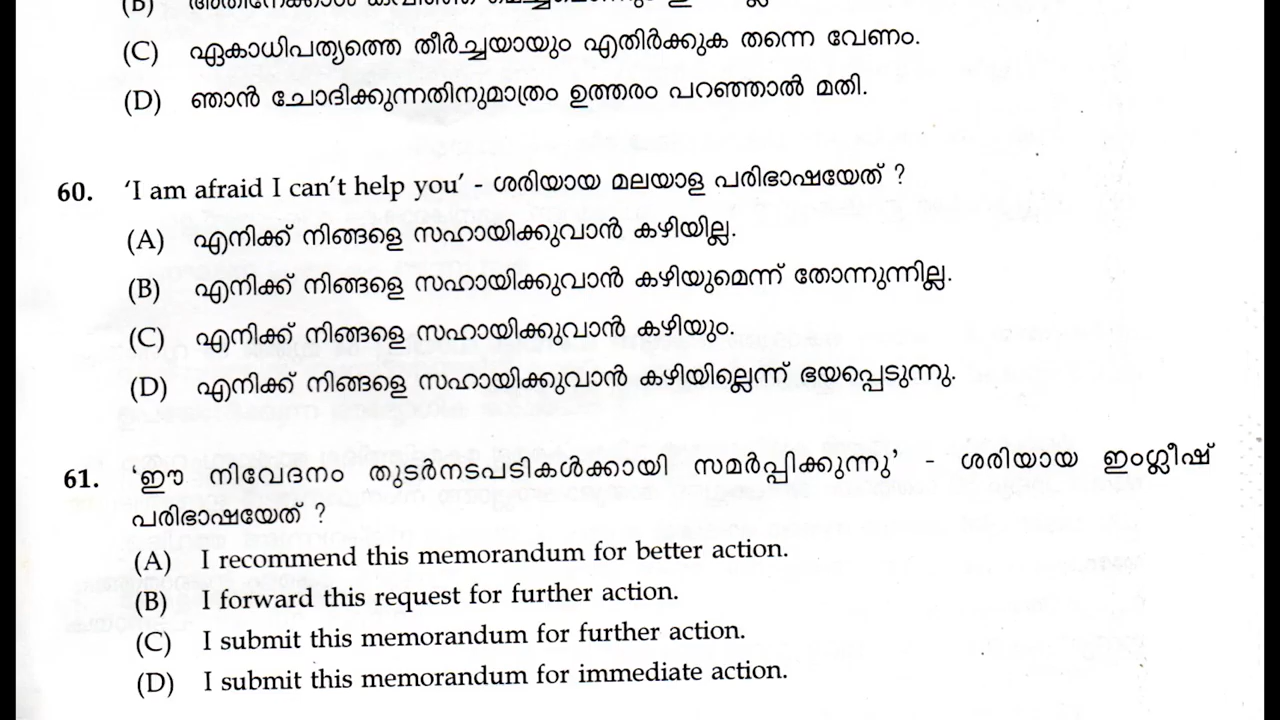 (C) ഏകാധിപത്യത്തെ തീർച്ചയായും എതിർക്കുക തന്നെ വേണം.
(D) ഞാൻ ചോദിക്കുന്നതിനുമാത്രം ഉത്തരം പറഞ്ഞാൽ മതി.
60. 'I am afraid I can't help you' - ശരിയായ മലയാള പരിഭാഷയേത് ?
(A) എനിക്ക് നിങ്ങളെ സഹായിക്കുവാൻ കഴിയില്ല.
(B) എനിക്ക് നിങ്ങളെ സഹായിക്കുവാൻ കഴിയുമെന്ന് തോന്നുന്നില്ല.
(C) എനിക്ക് നിങ്ങളെ സഹായിക്കുവാൻ കഴിയും.
(D) എനിക്ക് നിങ്ങളെ സഹായിക്കുവാൻ കഴിയില്ലെന്ന് ഭയപ്പെടുന്നു.
61. 'ഈ നിവേദനം തുടർനടപടികൾക്കായി സമർപ്പിക്കുന്നു' - ശരിയായ ഇംഗ്ലീഷ്
പരിഭാഷയേത് ?
(A) I recommend this memorandum for better action.
(B) I forward this request for further action.
(C) I submit this memorandum for further action.
(D) I submit this memorandum for immediate action.